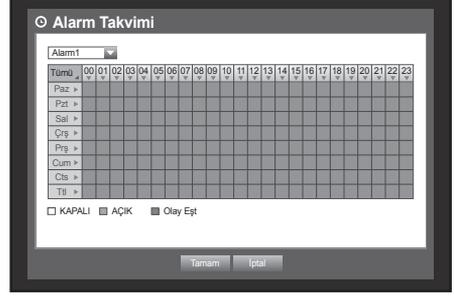 Alarm Takvimi
Alarm1
Tümü 00 01 02 03 04 05 06 07 08 09 10 11 12 13 14 15 16 17 18 19 20 21 22 23
Paz
Pzt
Sal
Çrş
Prş
Cum
Cts
Ttl
KAPALI AÇIK Olay Eşt
Tamam İptal